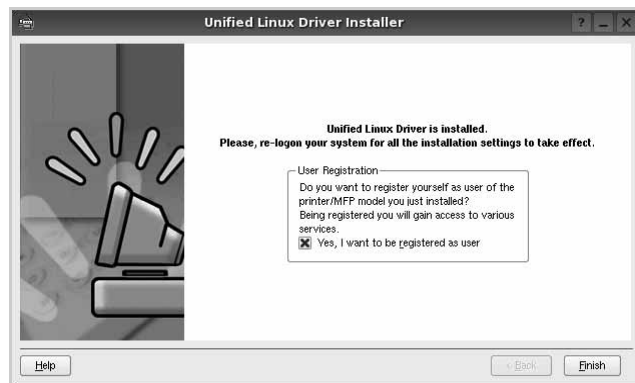 Unified Linux Driver Installer
Unified Linux Driver is installed.
Please, re-logon your system for all the installation settings to take effect.
User Registration
Do you want to register yourself as user of the
printer/MFP model you just installed?
Being registered you will gain access to various
services.
Yes, I want to be registered as user
Help
< Back
Finish